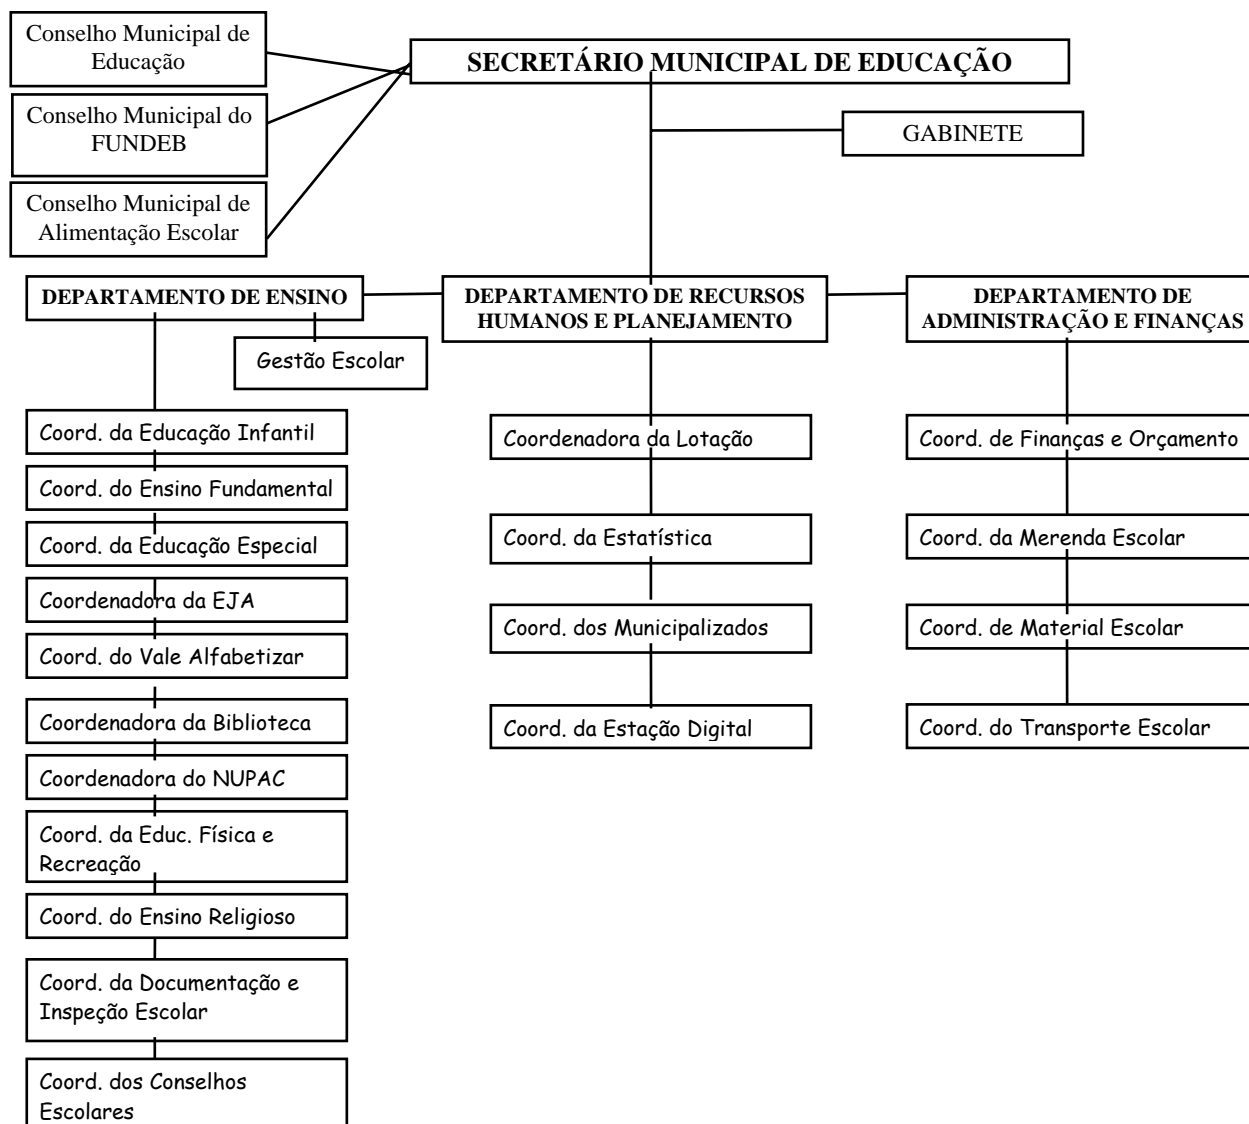 Conselho Municipal de
Educação
SECRETÁRIO MUNICIPAL DE EDUCAÇÃO
Conselho Municipal do
FUNDEB
GABINETE
Conselho Municipal de
Alimentação Escolar
DEPARTAMENTO DE ENSINO
DEPARTAMENTO DE RECURSOS
HUMANOS E PLANEJAMENTO
DEPARTAMENTO DE
ADMINISTRAÇÃO E FINANÇAS
Gestão Escolar
Coord. da Educação Infantil
Coord. do Ensino Fundamental
Coord. da Educação Especial
Coordenadora da EJA
Coord. do Vale Alfabetizar
Coordenadora da Biblioteca
Coordenadora do NUPAC
Coord. da Educ. Física e
Recreação
Coord. do Ensino Religioso
Coord. da Documentação e
Inspeção Escolar
Coord. dos Conselhos
Escolares
Coordenadora da Lotação
Coord. da Estatística
Coord. dos Municipalizados
Coord. da Estação Digital
Coord. de Finanças e Orçamento
Coord. da Merenda Escolar
Coord. de Material Escolar
Coord. do Transporte Escolar